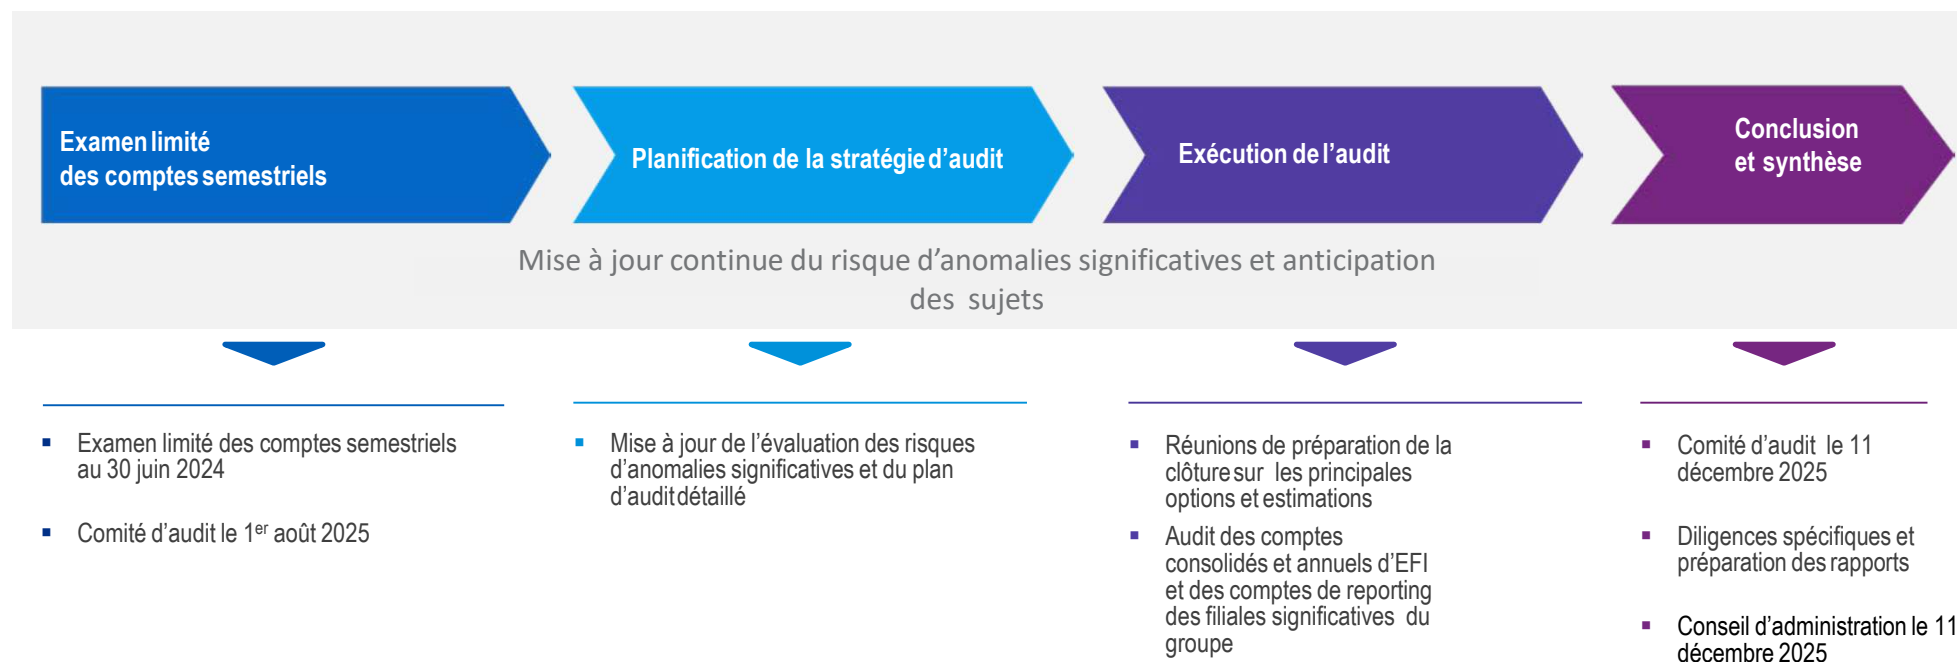 Examen limité
des comptes semestriels
Planification de la stratégie d’audit
Exécution de l’audit
Conclusion
et synthèse
Mise à jour continue du risque d’anomalies significatives et anticipation
des sujets
▪ Examen limité des comptes semestriels
au 30 juin 2024
▪ Comité d’audit le 1er août 2025
▪ Mise à jour de l’évaluation des risques
d’anomalies significatives et du plan
d’audit détaillé
▪ Réunions de préparation de la
clôture sur les principales
options et estimations
▪ Audit des comptes
consolidés et annuels d’EFI
et des comptes de reporting
des filiales significatives du
groupe
▪ Comité d’audit le 11
décembre 2025
▪ Diligences spécifiques et
préparation des rapports
▪ Conseil d’administration le 11
décembre 2025